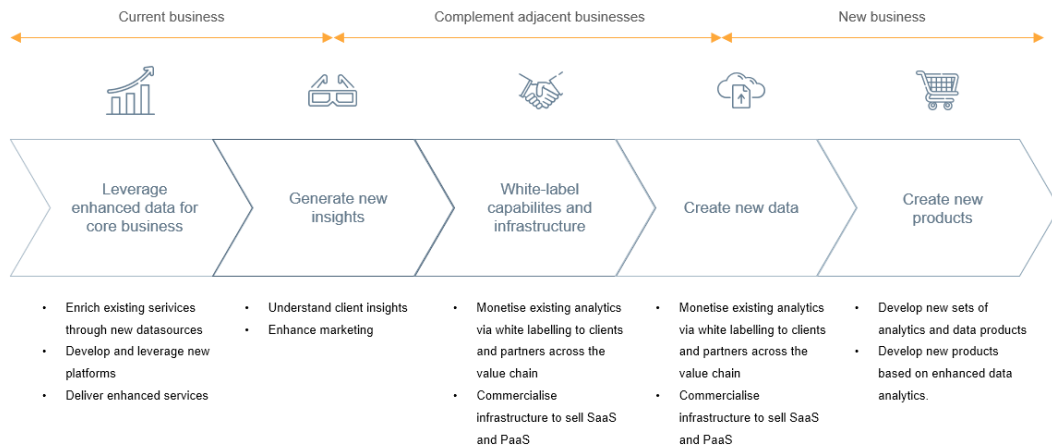 Current business
Complement adjacent businesses
New business
Leverage
enhanced data for
core business
Generate new
insights
White-label
capabilites and
infrastructure
Create new data
Create new
products
• Enrich existing serivices
through new datasources
• Develop and leverage new
platforms
• Deliver enhanced services
• Understand client insights
• Enhance marketing
• Monetise existing analytics
via white labelling to clients
and partners across the
value chain
• Commercialise
infrastructure to sell SaaS
and PaaS
• Monetise existing analytics
via white labelling to clients
and partners across the
value chain
• Commercialise
infrastructure to sell SaaS
and PaaS
• Develop new sets of
analytics and data products
• Develop new products
based on enhanced data
analytics.